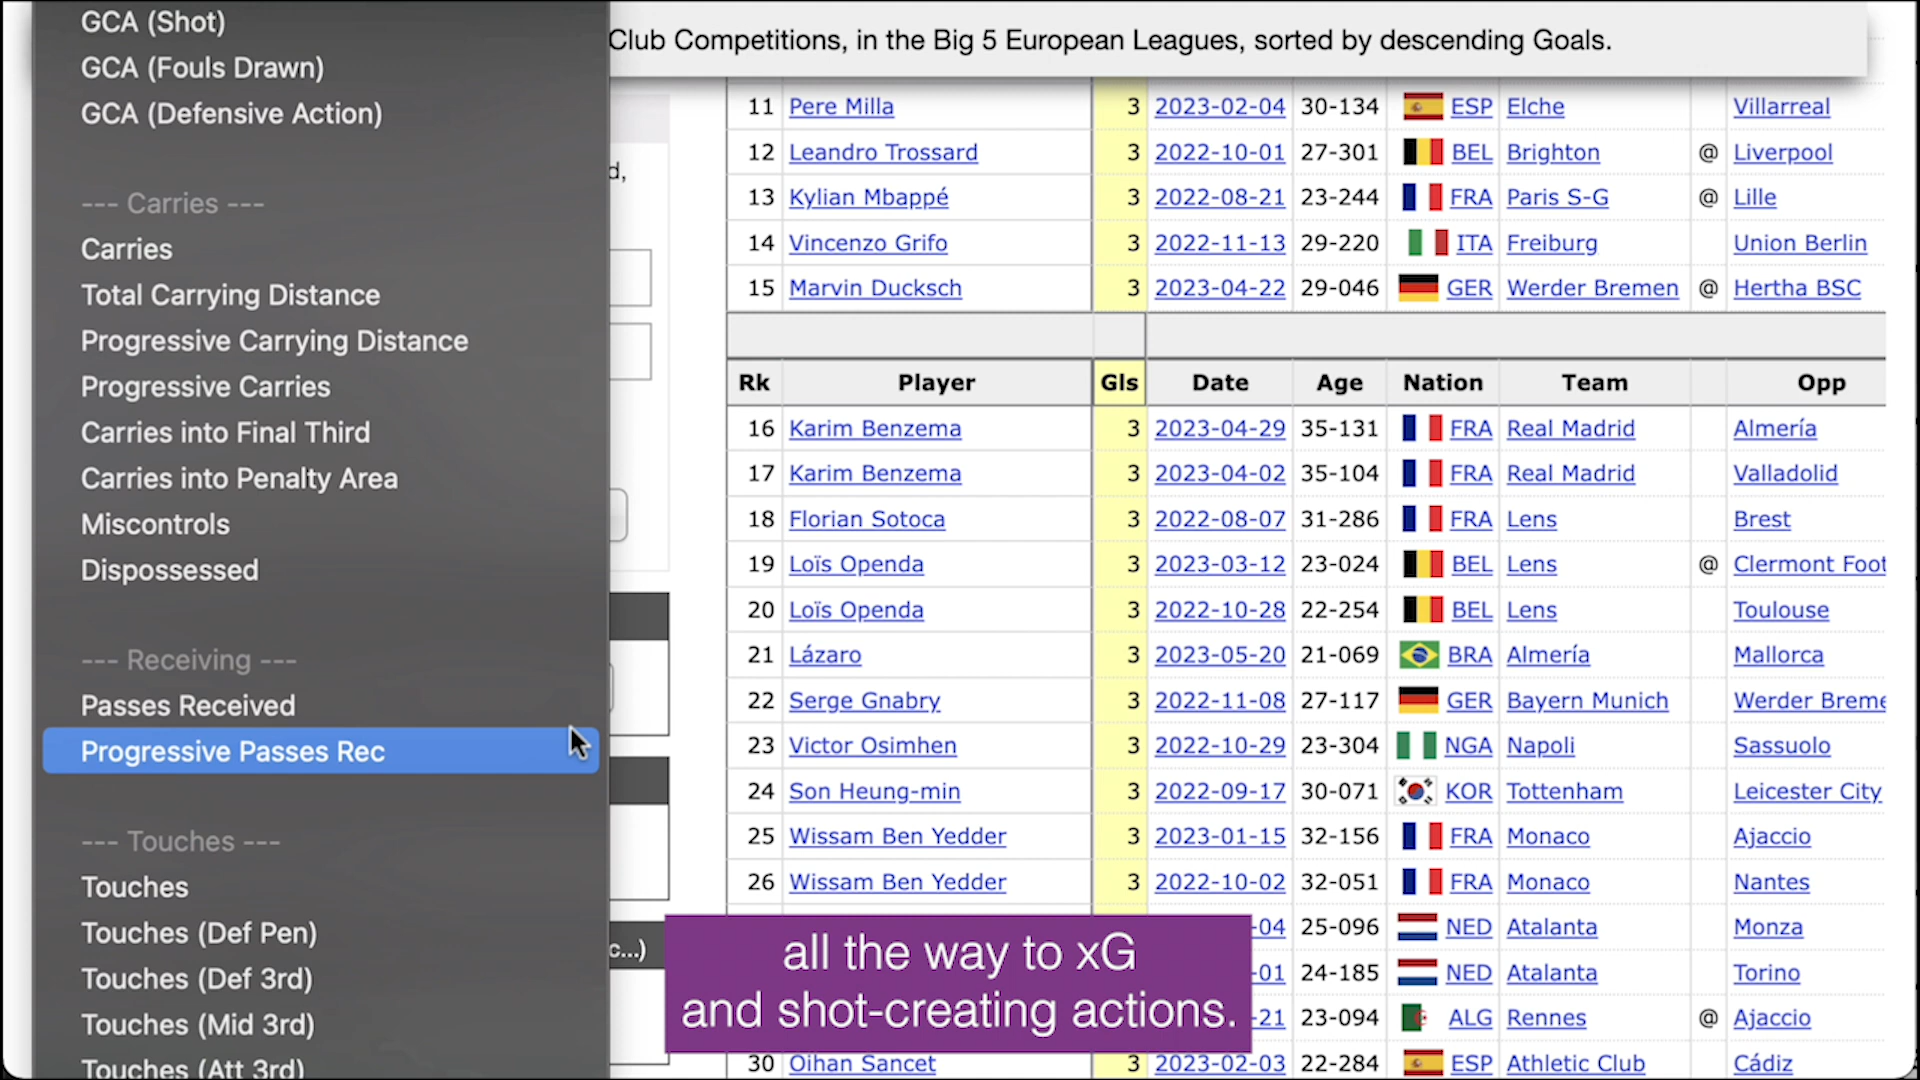 GCA (Shot)
GCA (Fouls Drawn)
GCA (Defensive Action)
--- Carries ---
Carries
Total Carrying Distance
Progressive Carrying Distance
Progressive Carries
Carries into Final Third
Carries into Penalty Area
Miscontrols
Dispossessed
--- Receiving ---
Passes Received
Progressive Passes Rec
--- Touches ---
Touches
Touches (Def Pen)
Touches (Def 3rd)
Touches (Mid 3rd)
Touches (Att 3rd)
d,
c...)
Club Competitions, in the Big 5 European Leagues, sorted by descending Goals.
11 Pere Milla 3 2023-02-04 30-134 ESP Elche Villarreal
12 Leandro Trossard 3 2022-10-01 27-301 BEL Brighton @ Liverpool
13 Kylian Mbappé 3 2022-08-21 23-244 FRA Paris S-G @ Lille
14 Vincenzo Grifo 3 2022-11-13 29-220 ITA Freiburg Union Berlin
15 Marvin Ducksch 3 2023-04-22 29-046 GER Werder Bremen @ Hertha BSC
Rk Player Gls Date Age Nation Team Opp
16 Karim Benzema 3 2023-04-29 35-131 FRA Real Madrid Almería
17 Karim Benzema 3 2023-04-02 35-104 FRA Real Madrid Valladolid
18 Florian Sotoca 3 2022-08-07 31-286 FRA Lens Brest
19 Loïs Openda 3 2023-03-12 23-024 BEL Lens @ Clermont Foot
20 Loïs Openda 3 2022-10-28 22-254 BEL Lens Toulouse
21 Lázaro 3 2023-05-20 21-069 BRA Almería Mallorca
22 Serge Gnabry 3 2022-11-08 27-117 GER Bayern Munich Werder Breme
23 Victor Osimhen 3 2022-10-29 23-304 NGA Napoli Sassuolo
24 Son Heung-min 3 2022-09-17 30-071 KOR Tottenham Leicester City
25 Wissam Ben Yedder 3 2023-01-15 32-156 FRA Monaco Ajaccio
26 Wissam Ben Yedder 3 2022-10-02 32-051 FRA Monaco Nantes
-04 25-096 NED Atalanta Monza
-01 24-185 NED Atalanta Torino
-21 23-094 ALG Rennes @ Ajaccio
30 Oihan Sancet 3 2023-02-03 22-284 ESP Athletic Club Cádiz
all the way to xG
and shot-creating actions.